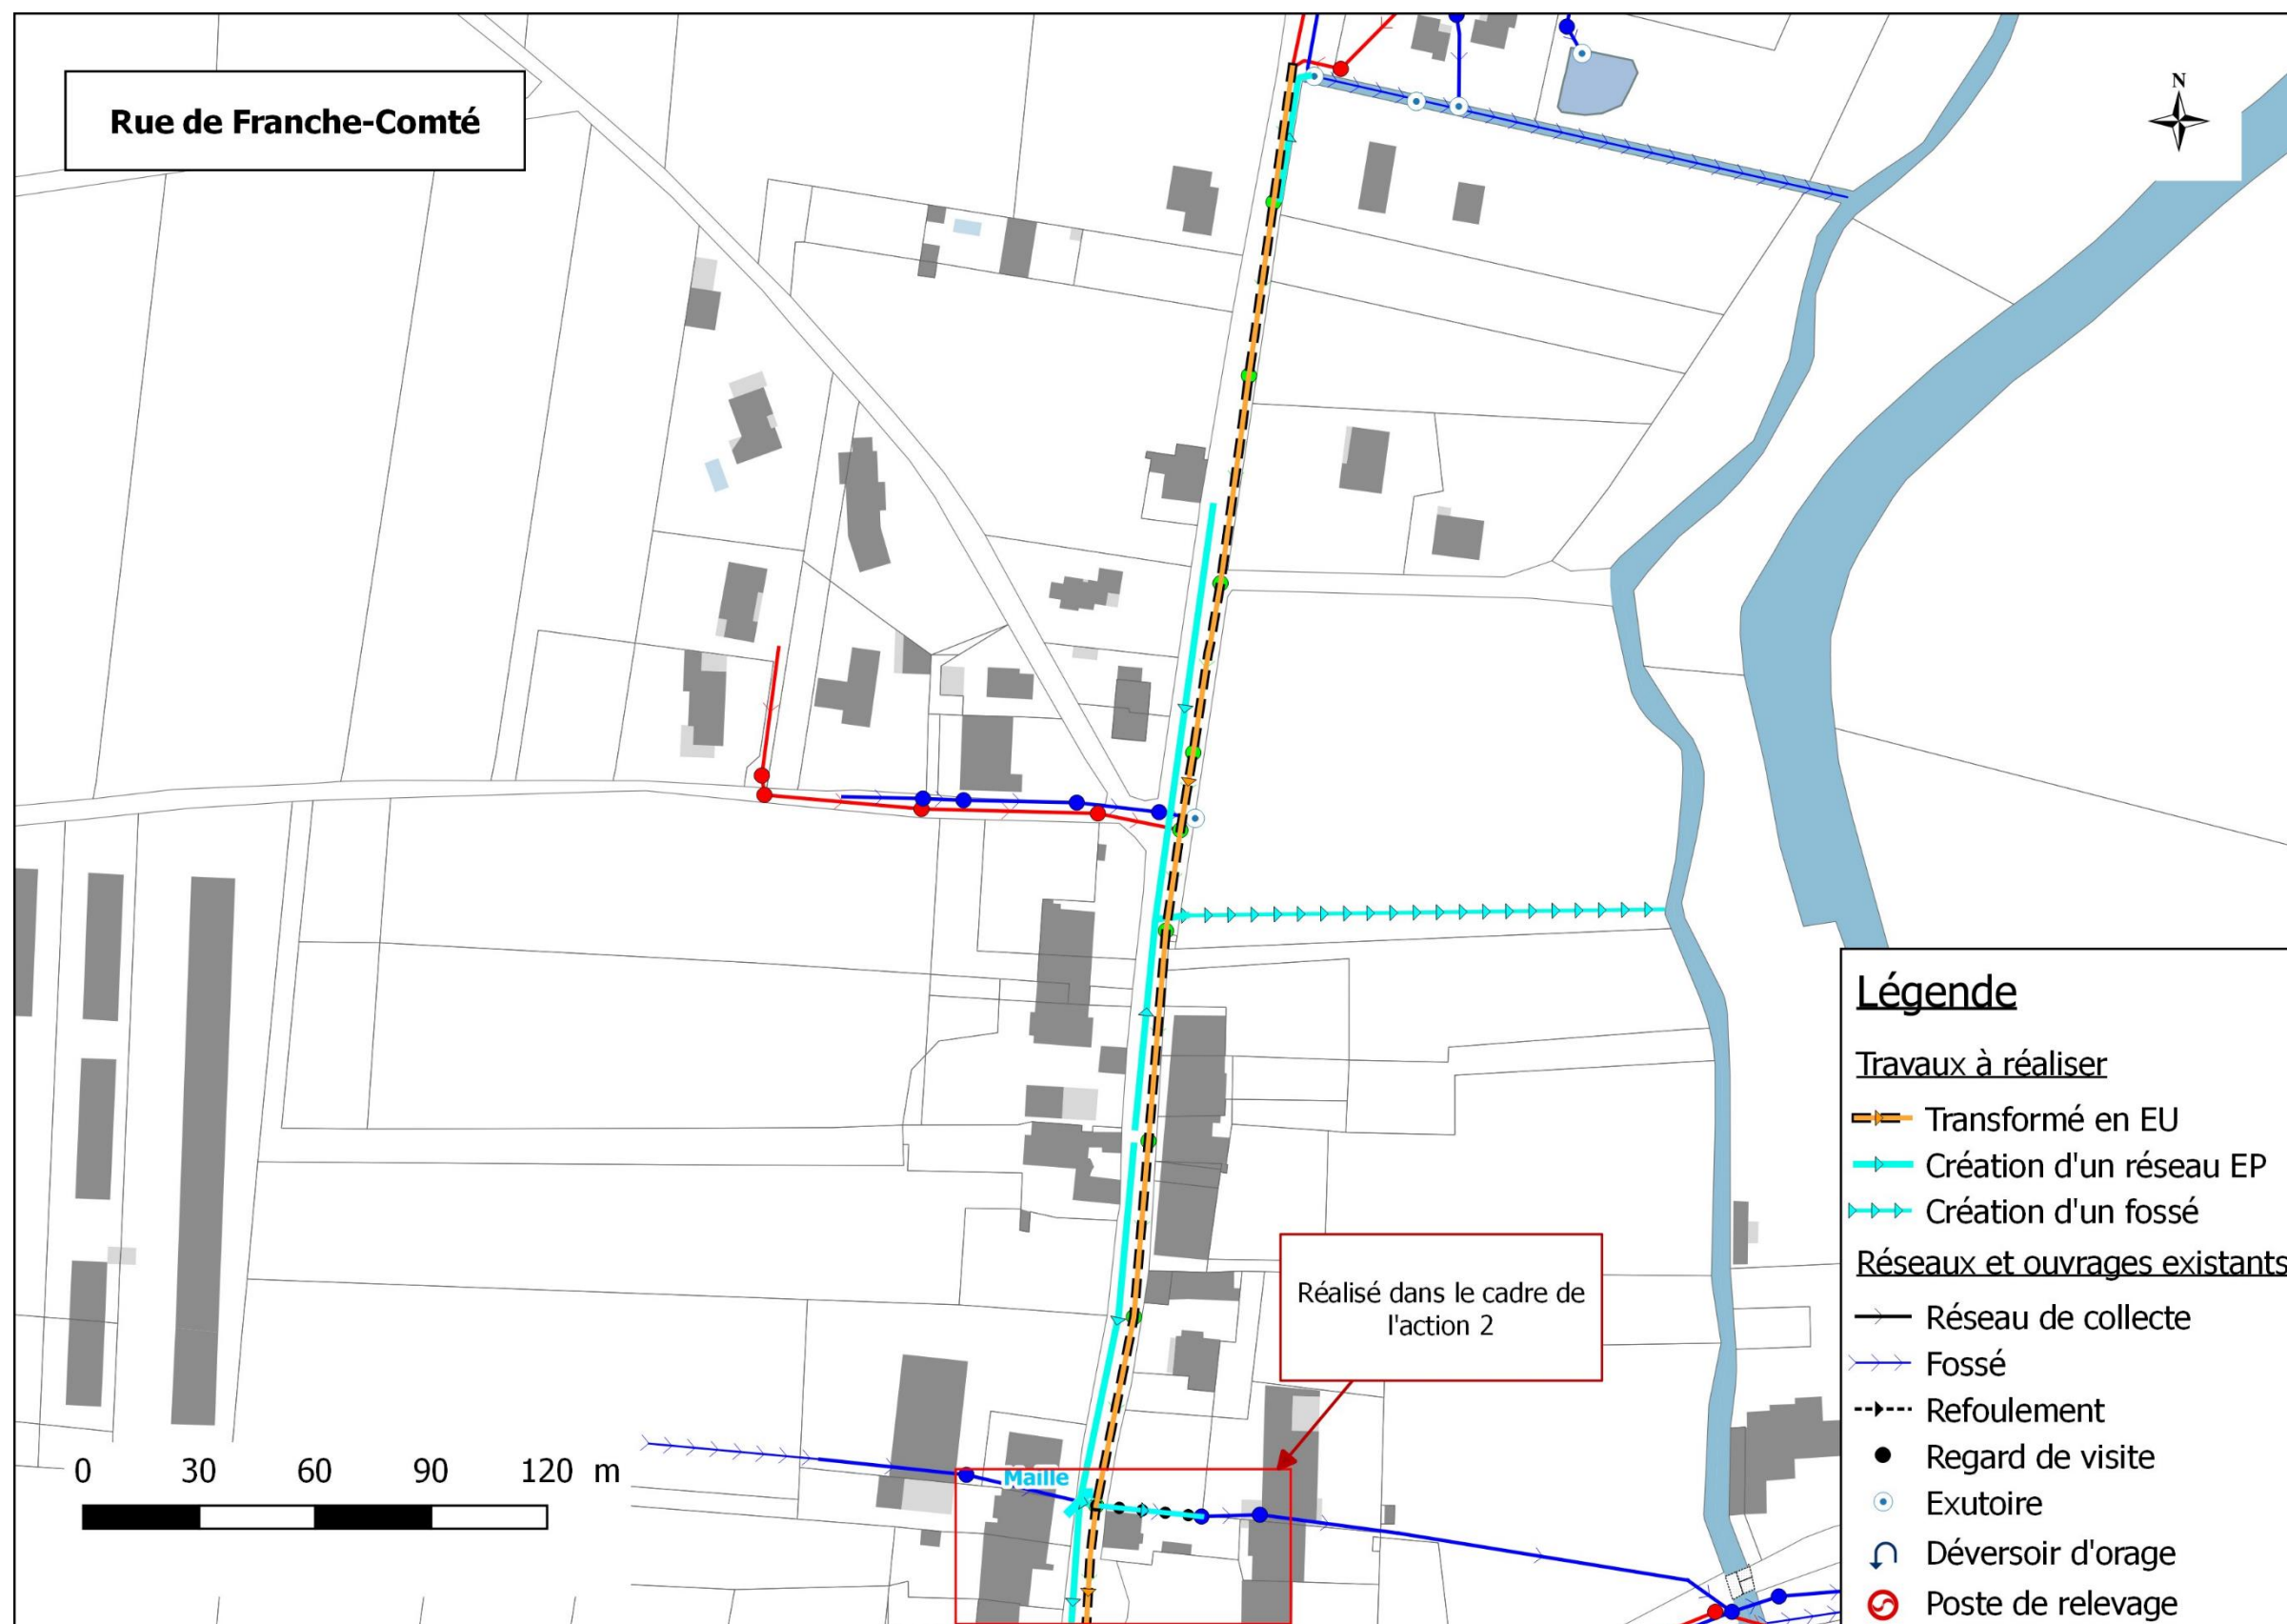 Rue de Franche-Comté
N
Légende
Travaux à réaliser
Transformé en EU
Création d'un réseau EP
Création d'un fossé
Réseaux et ouvrages existants
Réseau de collecte
Fossé
Refoulement
Regard de visite
Exutoire
Déversoir d'orage
Poste de relevage
Réalisé dans le cadre de
l'action 2
Maille
0 30 60 90 120 m